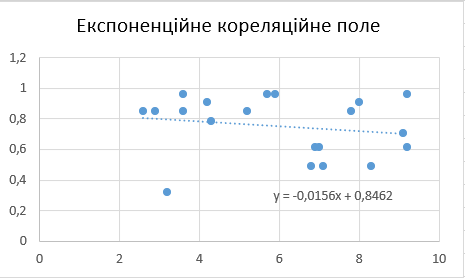 Експоненційне кореляційне поле
1,2
1
0,8
0,6
0,4
0,2
0
y = -0,0156x + 0,8462
0 2 4 6 8 10